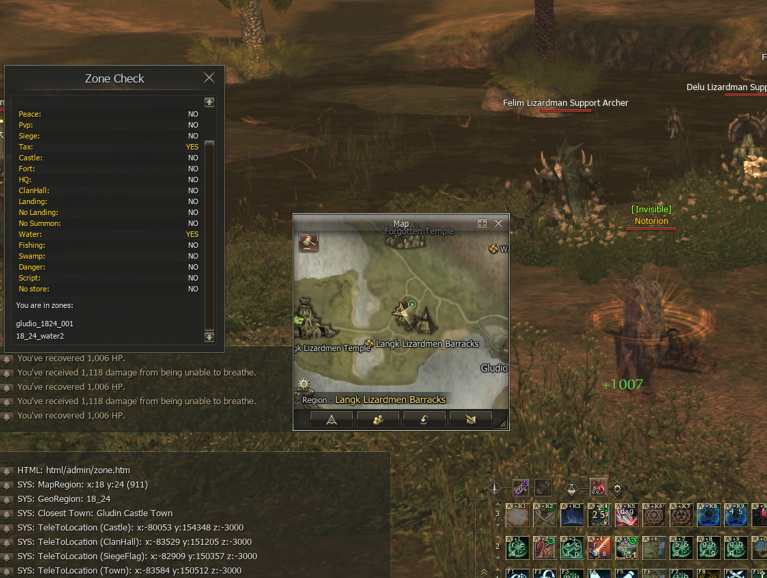 Zone Check
Peace: NO
Pvp: NO
Siege: NO
Tax: YES
Castle: NO
Fort: NO
HQ: NO
ClanHall: NO
Landing: NO
No Landing: NO
No Summon: NO
Water: YES
Fishing: NO
Swamp: NO
Danger: NO
Script: NO
No store: NO
You are in zones:
gludio_1824_001
18_24_water2
Felim Lizardman Support Archer
Delu Lizardman Supp
[Invisible]
Notorion
+1007
Map
Forgotten Temple
W
gk Lizardmen Temple
Langk Lizardmen Barracks
Gludio
Region : Langk Lizardmen Barracks
You've recovered 1,006 HP.
You've received 1,118 damage from being unable to breathe.
You've recovered 1,006 HP.
You've received 1,118 damage from being unable to breathe.
You've recovered 1,006 HP.
HTML: html/admin/zone.htm
SYS: MapRegion: x:18 y:24 (911)
SYS: GeoRegion: 18_24
SYS: Closest Town: Gludin Castle Town
SYS: TeleToLocation (Castle): x:-80053 y:154348 z:-3000
SYS: TeleToLocation (ClanHall): x:-83529 y:151205 z:-3000
SYS: TeleToLocation (SiegeFlag): x:-82909 y:150357 z:-3000
SYS: TeleToLocation (Town): x:-83584 y:150512 z:-3000
3
2